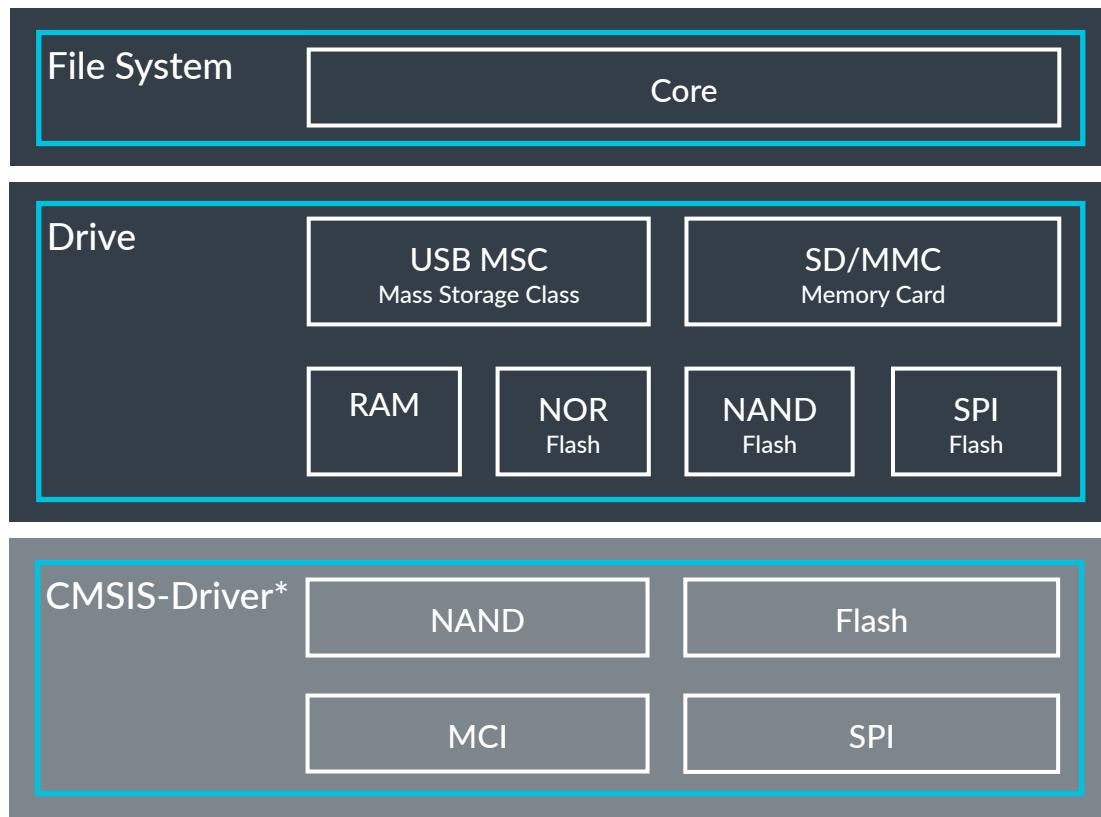 File System
Core
Drive
USB MSC
Mass Storage Class
SD/MMC
Memory Card
RAM
NOR
Flash
NAND
Flash
SPI
Flash
CMSIS-Driver*
NAND
Flash
MCI
SPI